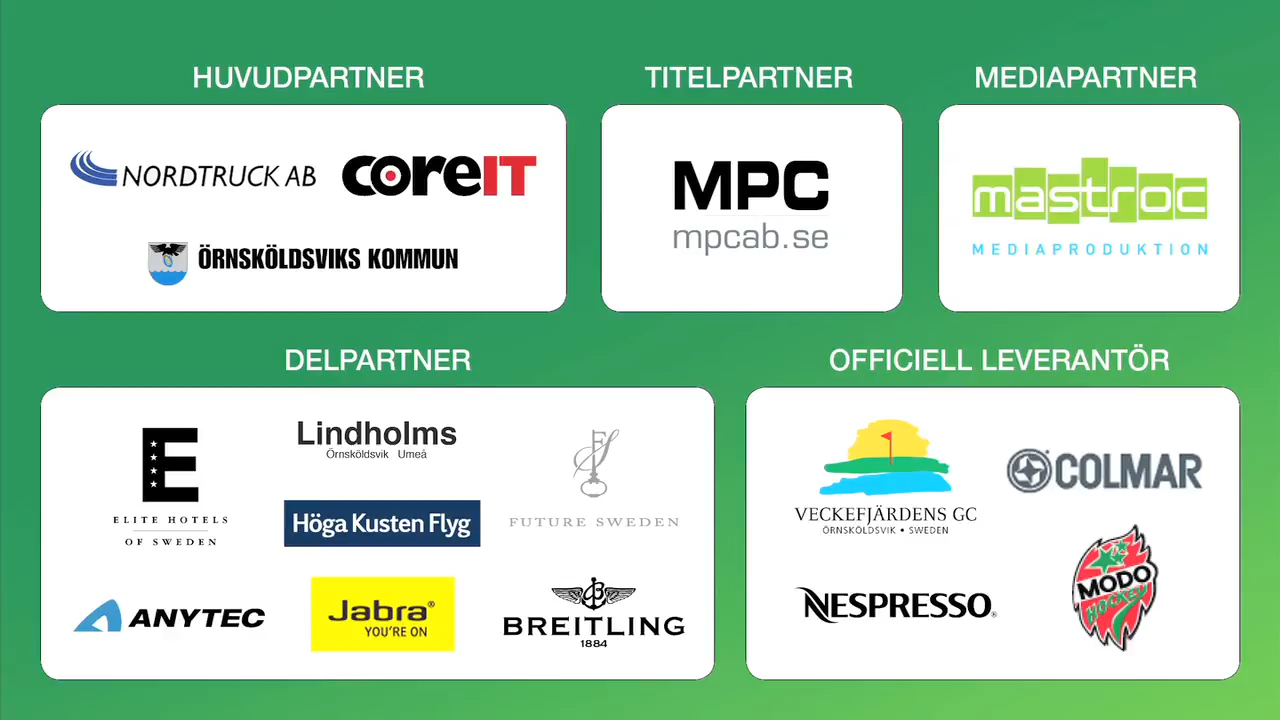 HUVUDPARTNER
NORDTRUCK AB
coreIT
ÖRNSKÖLDSVIKS KOMMUN
TITELPARTNER
MPC
mpcab.se
MEDIAPARTNER
mastroc
MEDIAPRODUKTION
DELPARTNER
E
ELITE HOTELS
OF SWEDEN
Lindholms
Örnsköldsvik Umeå
Höga Kusten Flyg
FS
FUTURE SWEDEN
ANYTEC
Jabra®
YOU'RE ON
B
BREITLING
1884
OFFICIELL LEVERANTÖR
VECKEFJÄRDENS GC
ÖRNSKÖLDSVIK • SWEDEN
COLMAR
NESPRESSO®
MODO
HOCKEY